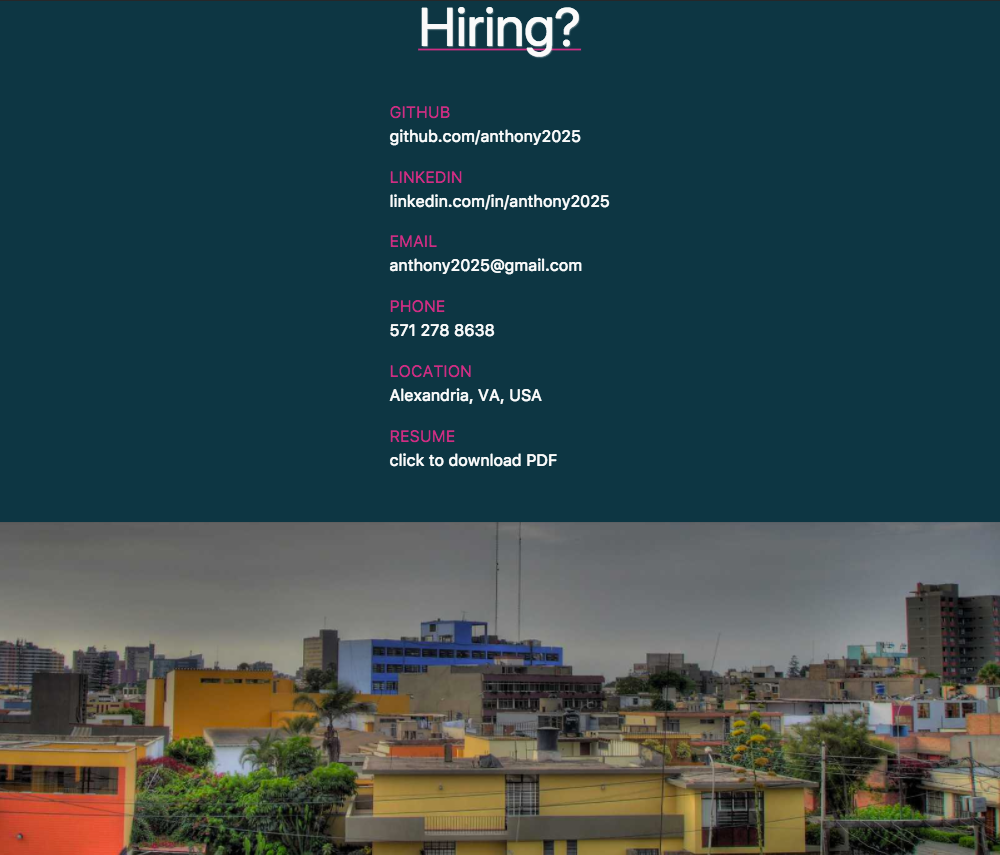 Hiring?
GITHUB
github.com/anthony2025
LINKEDIN
linkedin.com/in/anthony2025
EMAIL
anthony2025@gmail.com
PHONE
571 278 8638
LOCATION
Alexandria, VA, USA
RESUME
click to download PDF